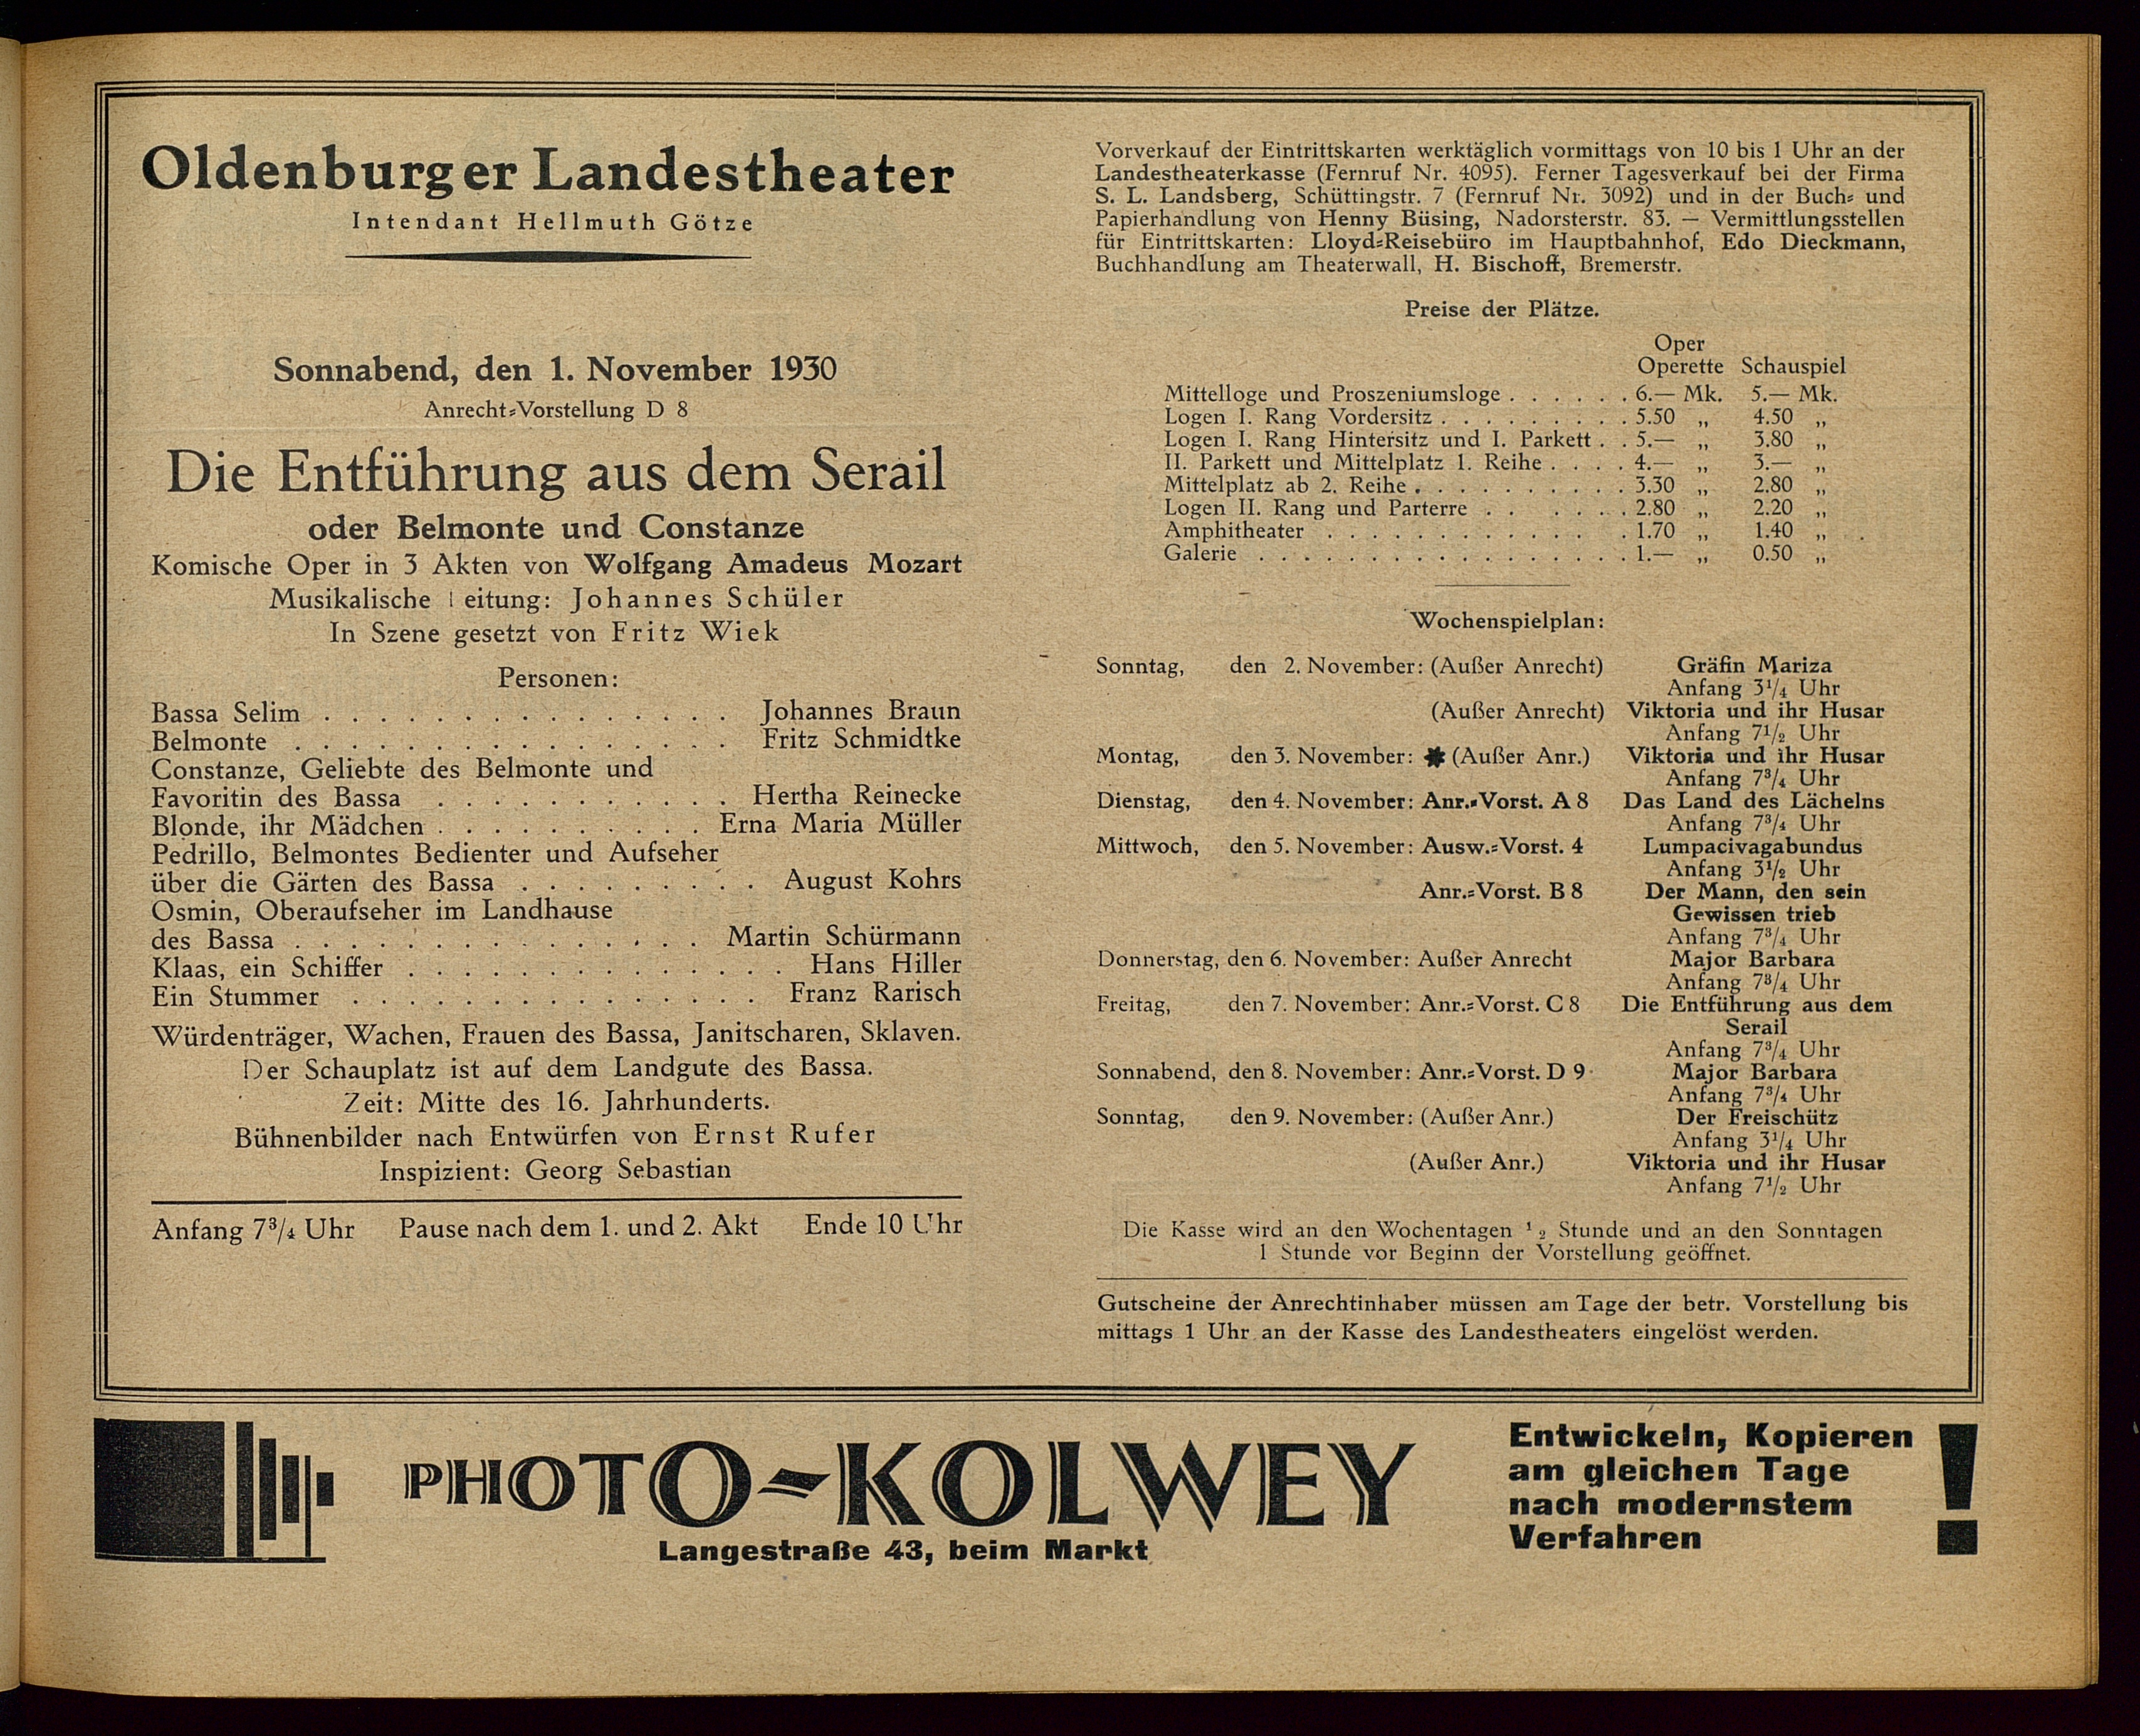 Oldenburger Landestheater
Intendant Hellmuth Götze
Sonnabend, den 1. November 1930
Anrecht-Vorstellung D 8
Die Entführung aus dem Serail
oder Belmonte und Constanze
Komische Oper in 3 Akten von Wolfgang Amadeus Mozart
Musikalische Leitung: Johannes Schüler
In Szene gesetzt von Fritz Wiek
Personen:
Bassa Selim . . . . . . . . . . . . . . . Johannes Braun
Belmonte . . . . . . . . . . . . . . . . Fritz Schmidtke
Constanze, Geliebte des Belmonte und
Favoritin des Bassa . . . . . . . . . . . Hertha Reinecke
Blonde, ihr Mädchen . . . . . . . . . . Erna Maria Müller
Pedrillo, Belmontes Bedienter und Aufseher
über die Gärten des Bassa . . . . . . . . . August Kohrs
Osmin, Oberaufseher im Landhause
des Bassa . . . . . . . . . . . . . . . Martin Schürmann
Klaas, ein Schiffer . . . . . . . . . . . . . . Hans Hiller
Ein Stummer . . . . . . . . . . . . . . . Franz Rarisch
Würdenträger, Wachen, Frauen des Bassa, Janitscharen, Sklaven.
Der Schauplatz ist auf dem Landgute des Bassa.
Zeit: Mitte des 16. Jahrhunderts.
Bühnenbilder nach Entwürfen von Ernst Rufer
Inspizient: Georg Sebastian
Anfang 7³/₄ Uhr Pause nach dem 1. und 2. Akt Ende 10 Uhr
Vorverkauf der Eintrittskarten werktäglich vormittags von 10 bis 1 Uhr an der
Landestheaterkasse (Fernruf Nr. 4095). Ferner Tagesverkauf bei der Firma
S. L. Landsberg, Schüttingstr. 7 (Fernruf Nr. 3092) und in der Buch- und
Papierhandlung von Henny Büsing, Nadorsterstr. 83. — Vermittlungsstellen
für Eintrittskarten: Lloyd-Reisebüro im Hauptbahnhof, Edo Dieckmann,
Buchhandlung am Theaterwall, H. Bischoff, Bremerstr.
Preise der Plätze.
Oper
Operette Schauspiel
Mittelloge und Proszeniumsloge . . . . . . 6.— Mk. 5.— Mk.
Logen I. Rang Vordersitz . . . . . . . . . 5.50 „ 4.50 „
Logen I. Rang Hintersitz und I. Parkett . . 5.— „ 3.80 „
II. Parkett und Mittelplatz 1. Reihe . . . . 4.— „ 3.— „
Mittelplatz ab 2. Reihe . . . . . . . . . . 3.30 „ 2.80 „
Logen II. Rang und Parterre . . . . . . 2.80 „ 2.20 „
Amphitheater . . . . . . . . . . . . . 1.70 „ 1.40 „
Galerie . . . . . . . . . . . . . . . . . 1.— „ 0.50 „
Wochenspielplan:
Sonntag, den 2. November: (Außer Anrecht) Gräfin Mariza
Anfang 3¹/₄ Uhr
(Außer Anrecht) Viktoria und ihr Husar
Anfang 7¹/₂ Uhr
Montag, den 3. November: ✱ (Außer Anr.) Viktoria und ihr Husar
Anfang 7³/₄ Uhr
Dienstag, den 4. November: Anr.-Vorst. A 8 Das Land des Lächelns
Anfang 7³/₄ Uhr
Mittwoch, den 5. November: Ausw.-Vorst. 4 Lumpacivagabundus
Anfang 3¹/₂ Uhr
Anr.-Vorst. B 8 Der Mann, den sein
Gewissen trieb
Anfang 7³/₄ Uhr
Donnerstag, den 6. November: Außer Anrecht Major Barbara
Anfang 7³/₄ Uhr
Freitag, den 7. November: Anr.-Vorst. C 8 Die Entführung aus dem
Serail
Anfang 7³/₄ Uhr
Sonnabend, den 8. November: Anr.-Vorst. D 9 Major Barbara
Anfang 7³/₄ Uhr
Sonntag, den 9. November: (Außer Anr.) Der Freischütz
Anfang 3¹/₄ Uhr
(Außer Anr.) Viktoria und ihr Husar
Anfang 7¹/₂ Uhr
Die Kasse wird an den Wochentagen ¹ ₂ Stunde und an den Sonntagen
1 Stunde vor Beginn der Vorstellung geöffnet.
Gutscheine der Anrechtinhaber müssen am Tage der betr. Vorstellung bis
mittags 1 Uhr an der Kasse des Landestheaters eingelöst werden.
PHOTO-KOLWEY
Langestraße 43, beim Markt
Entwickeln, Kopieren
am gleichen Tage
nach modernstem
Verfahren !